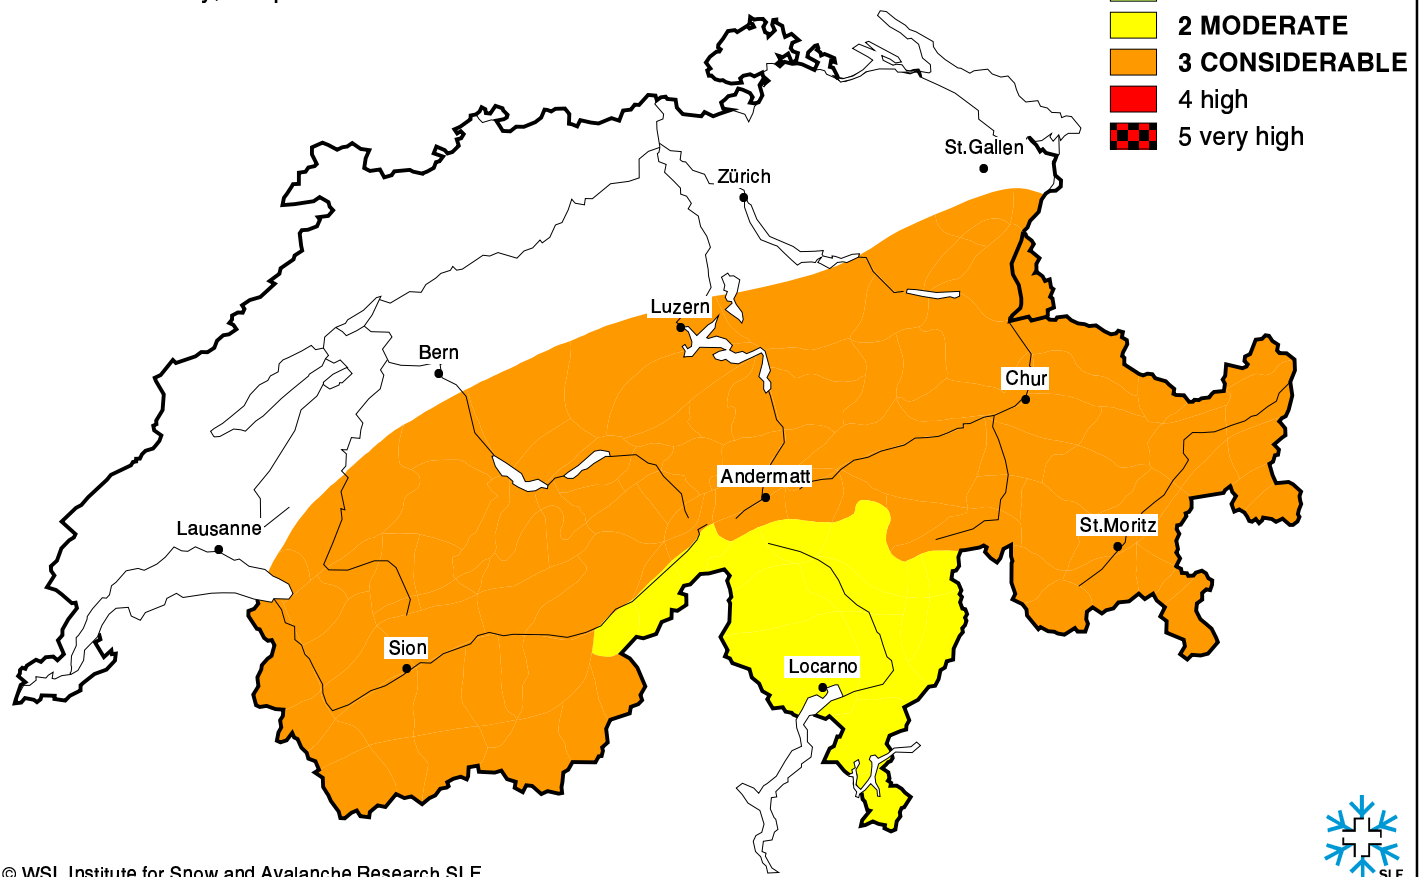 2 MODERATE
3 CONSIDERABLE
4 high
5 very high
St.Gallen
Zürich
Luzern
Bern
Chur
Andermatt
Lausanne
St.Moritz
Sion
Locarno
© WSL Institute for Snow and Avalanche Research SLF
SLF